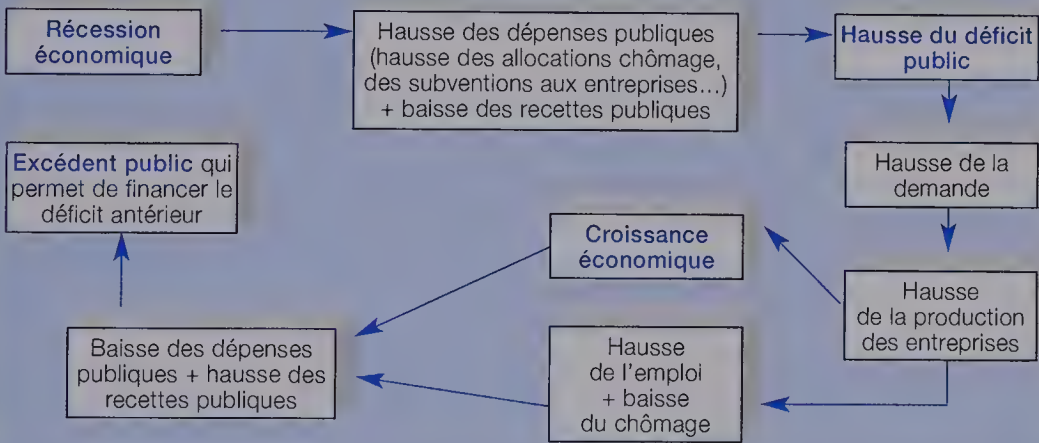 Récession
économique
Hausse des dépenses publiques
(hausse des allocations chômage,
des subventions aux entreprises...)
+ baisse des recettes publiques
Hausse du déficit
public
Hausse de la
demande
Hausse
de la production
des entreprises
Croissance
économique
Hausse
de l'emploi
+ baisse
du chômage
Baisse des dépenses
publiques + hausse des
recettes publiques
Excédent public qui
permet de financer le
déficit antérieur